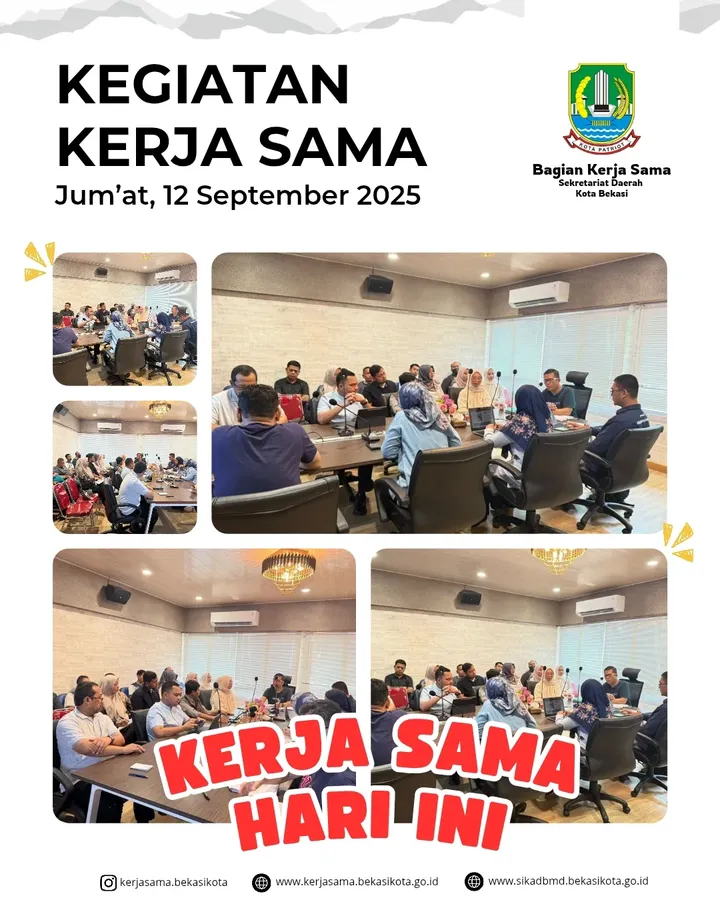 KEGIATAN
KERJA SAMA
Jum’at, 12 September 2025
KOTA PATRIOT
Bagian Kerja Sama
Sekretariat Daerah
Kota Bekasi
KERJA SAMA
HARI INI
kerjasama.bekasikota
www.kerjasama.bekasikota.go.id
www.sikadbmd.bekasikota.go.id